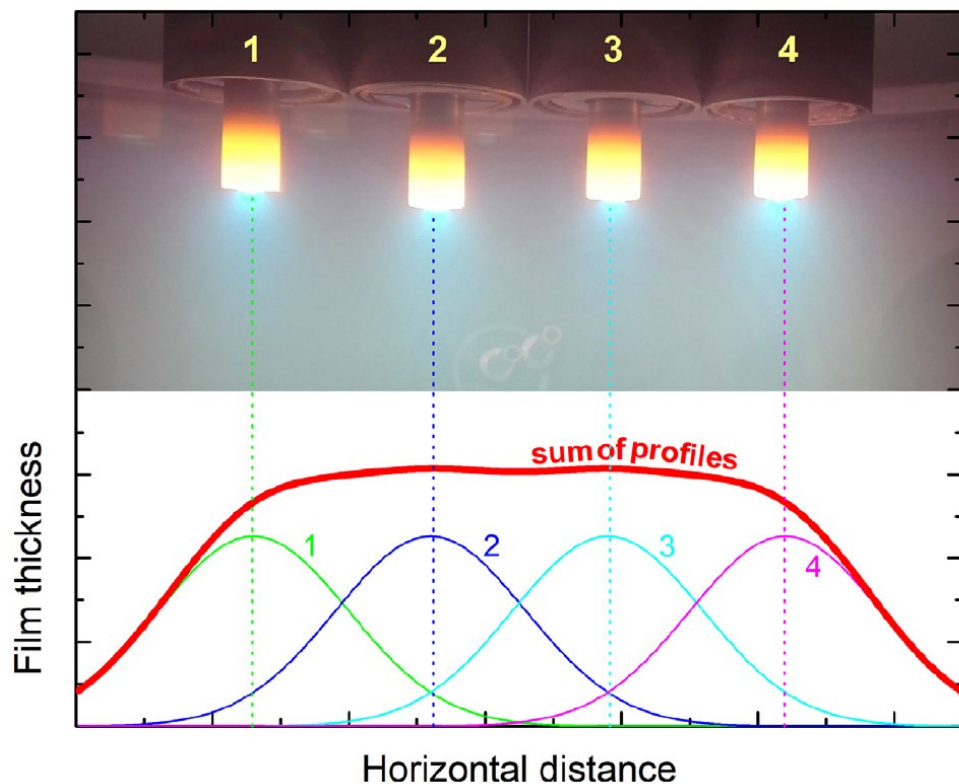 1 2 3 4
sum of profiles
1 2 3 4
Film thickness
Horizontal distance